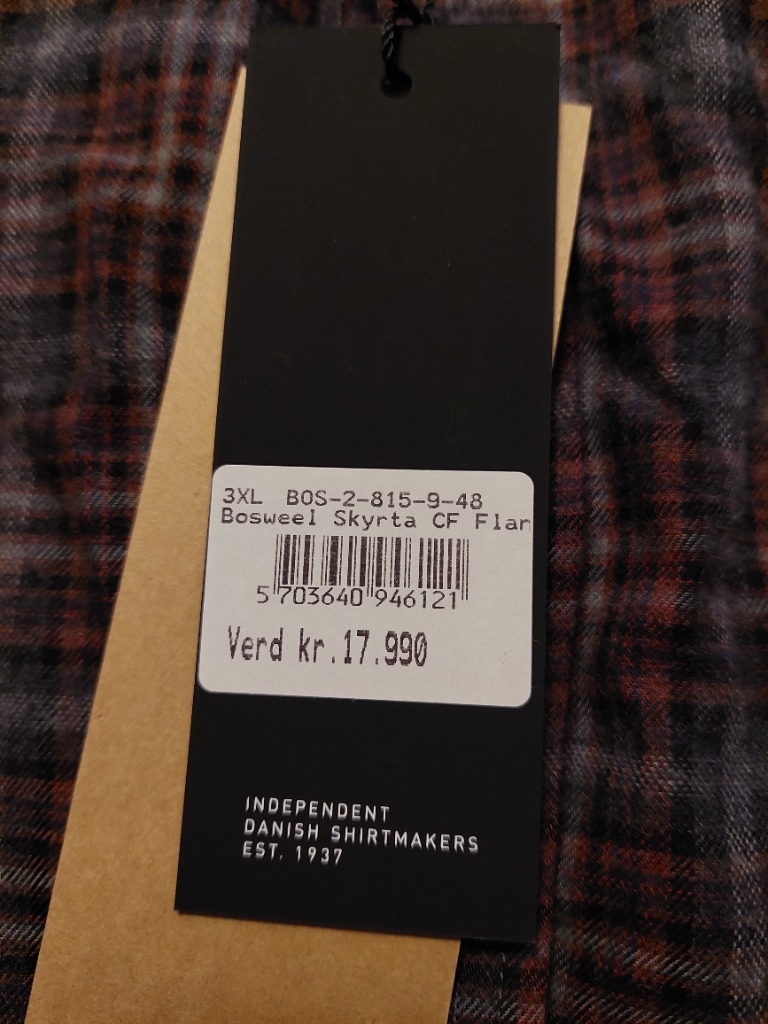 3XL BOS-2-815-9-48
Bosweel Skyrta CF Flan
5 703640 946121
Verd kr.17.990
INDEPENDENT
DANISH SHIRTMAKERS
EST. 1937